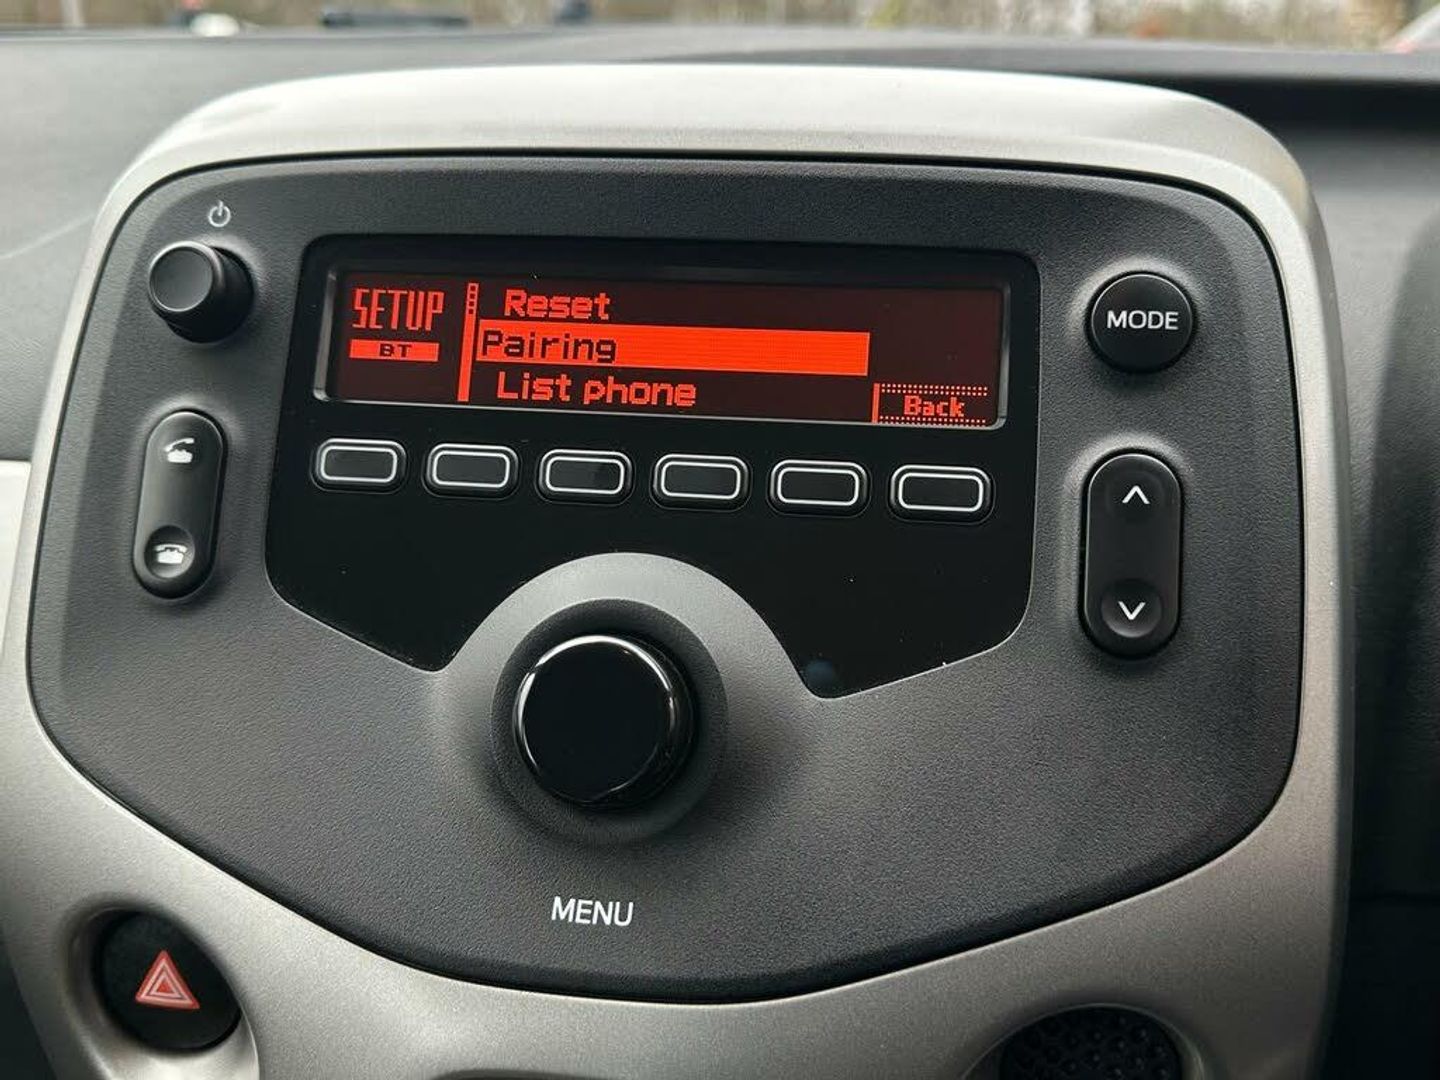 SETUP
BT
Reset
Pairing
List phone
Back
MODE
MENU